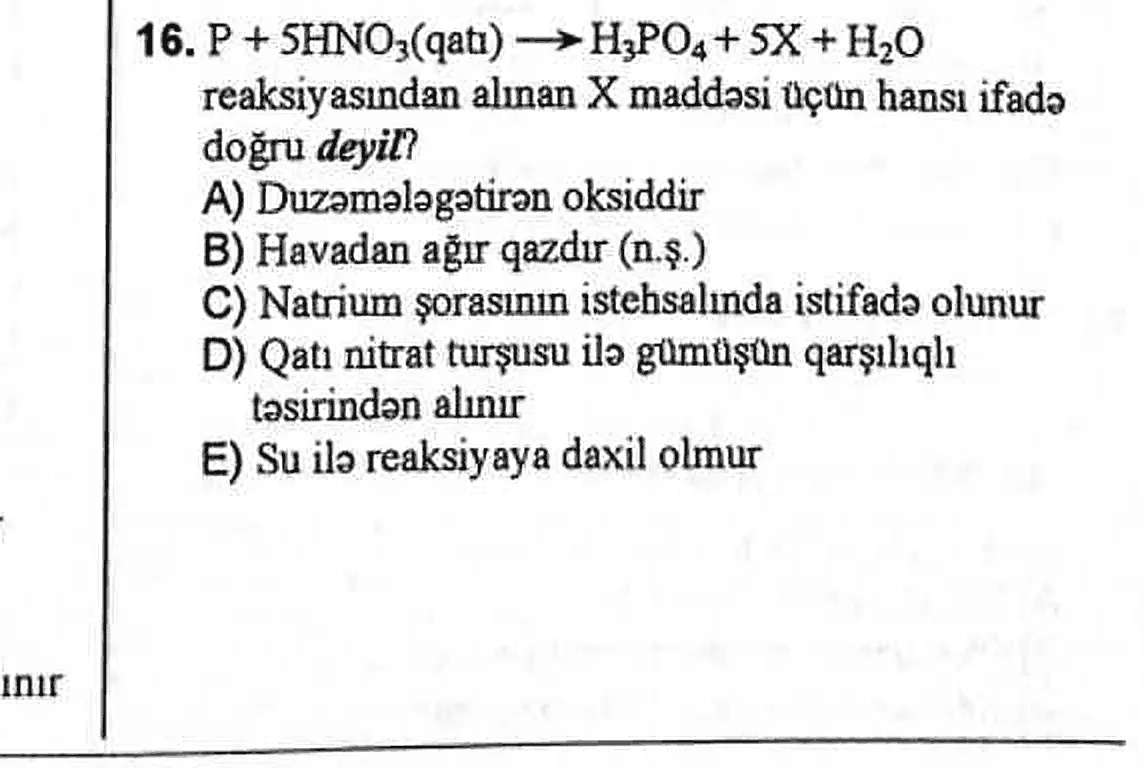 16. P + 5HNO₃(qatı) ⟶ H₃PO₄ + 5X + H₂O
reaksiyasından alınan X maddəsi üçün hansı ifadə
doğru deyil?
A) Duzəmələgətirən oksiddir
B) Havadan ağır qazdır (n.ş.)
C) Natrium şorasının istehsalında istifadə olunur
D) Qatı nitrat turşusu ilə gümüşün qarşılıqlı
təsirindən alınır
E) Su ilə reaksiyaya daxil olmur
ınır